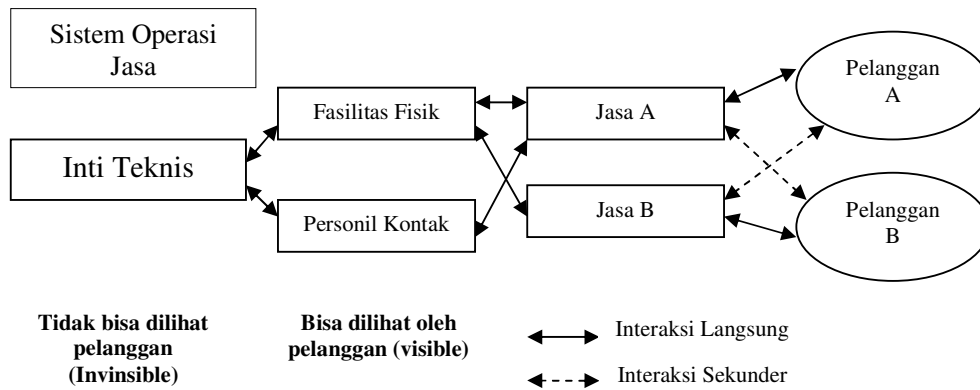 Sistem Operasi
Jasa
Fasilitas Fisik
Jasa A
Pelanggan
A
Inti Teknis
Personil Kontak
Jasa B
Pelanggan
B
Tidak bisa dilihat
pelanggan
(Invinsible)
Bisa dilihat oleh
pelanggan (visible)
Interaksi Langsung
Interaksi Sekunder